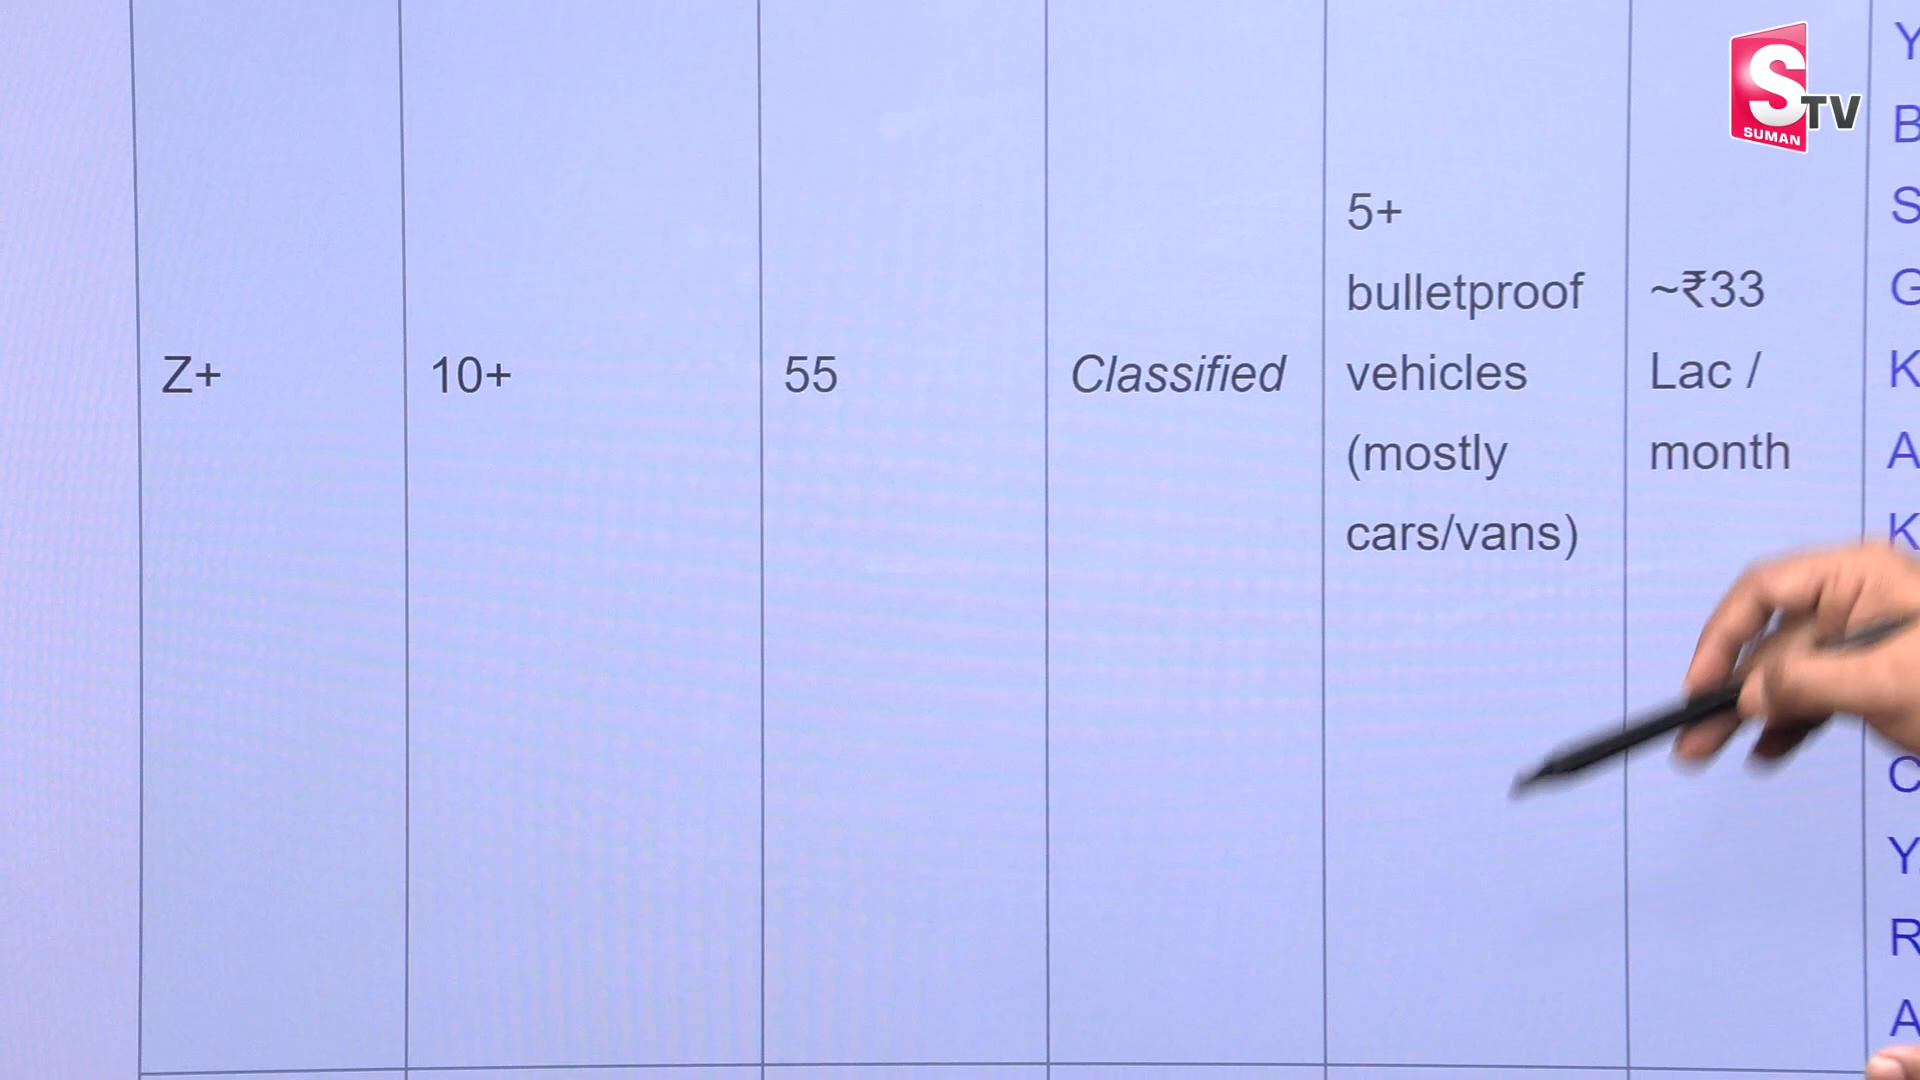 Z+
10+
55
Classified
5+
bulletproof
vehicles
(mostly
cars/vans)
~₹33
Lac /
month
Y
B
S
G
K
A
K
C
Y
R
A
S
TV
SUMAN